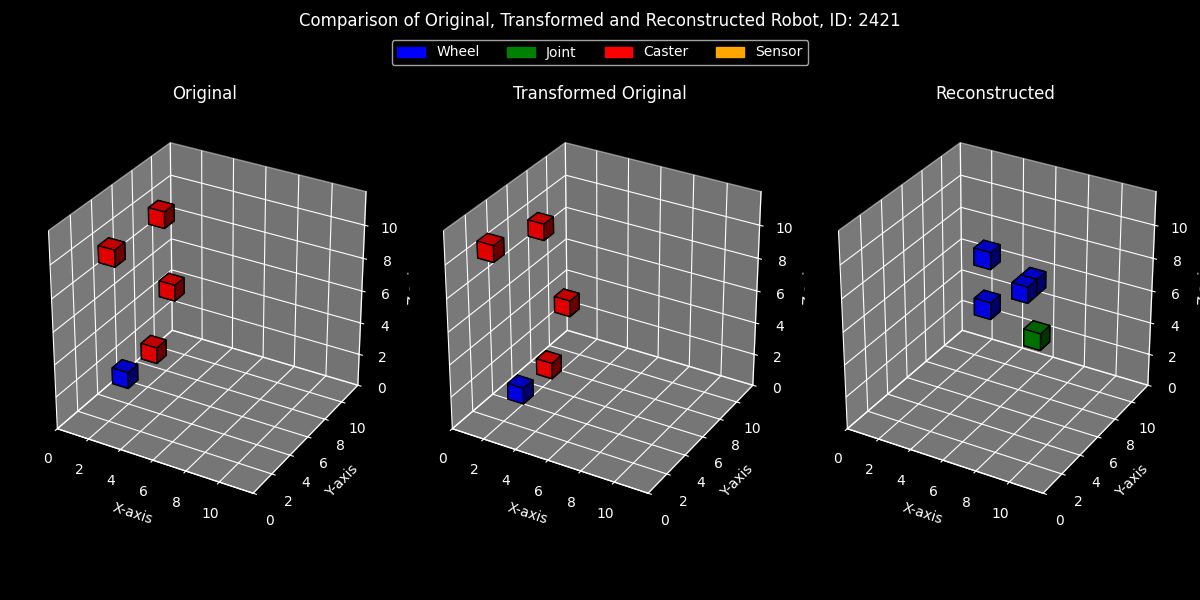 Comparison of Original, Transformed and Reconstructed Robot, ID: 2421
Wheel Joint Caster Sensor
Original Transformed Original Reconstructed
10 10 10
8 8 8
6 6 6
4 4 4
2 2 2
0 0 0
10 10 10
8 8 8
6 6 6
4 4 4
2 2 2
0 0 0
0 2 4 6 8 10 0 2 4 6 8 10 0 2 4 6 8 10
X-axis Y-axis X-axis Y-axis X-axis Y-axis